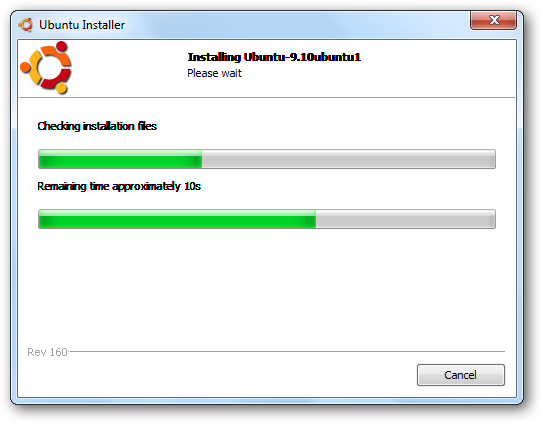 Ubuntu Installer
Installing Ubuntu-9.10ubuntu1
Please wait
Checking installation files
Remaining time approximately 10s
Rev 160
Cancel